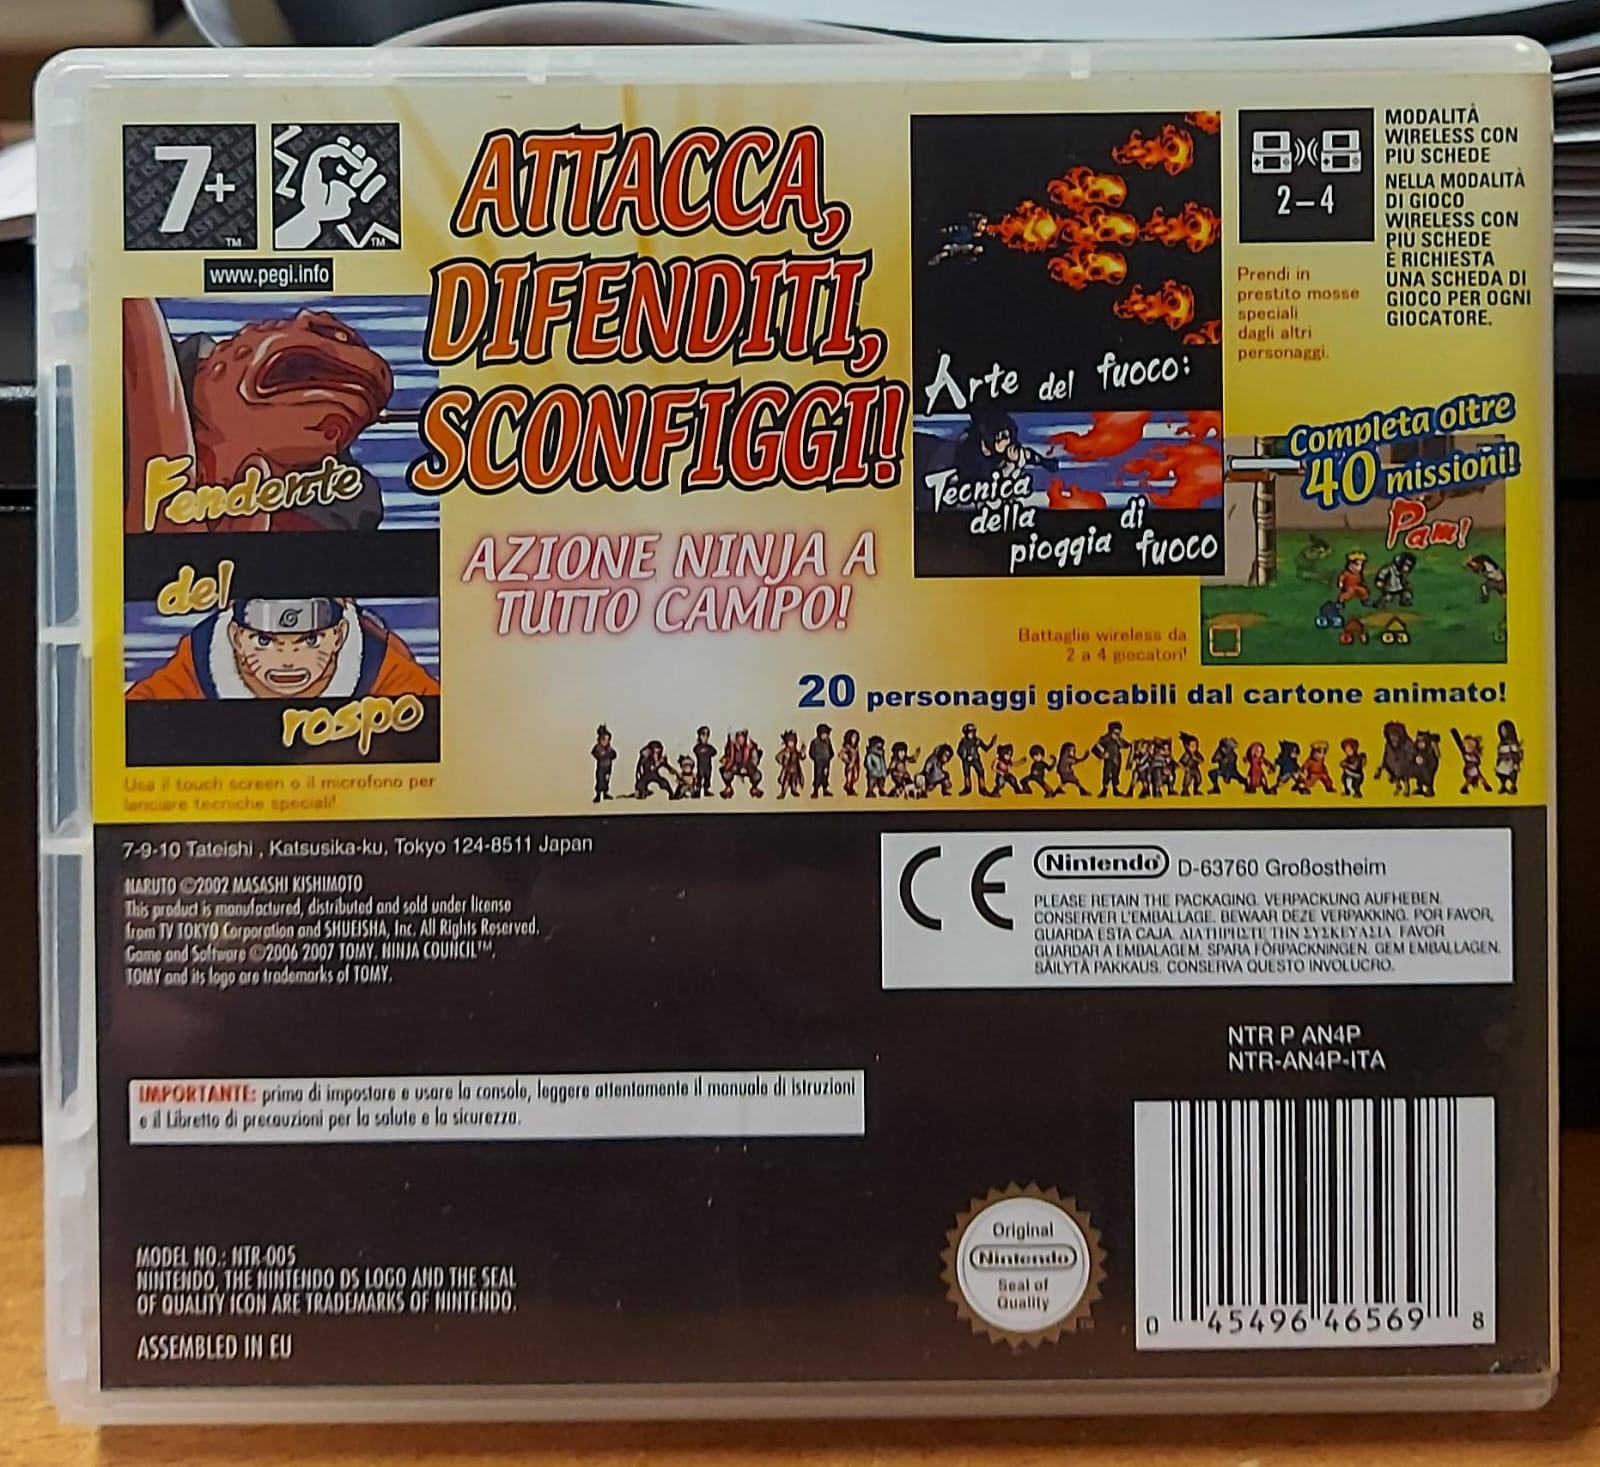 7+
TM
TM
www.pegi.info
ATTACCA,
DIFENDITI,
SCONFIGGI!
AZIONE NINJA A
TUTTO CAMPO!
Fendente
del
rospo
Usa il touch screen o il microfono per
lanciare tecniche speciali!
Arte del fuoco:
Tecnica
della di
pioggia fuoco
2-4
MODALITÀ
WIRELESS CON
PIÙ SCHEDE
NELLA MODALITÀ
DI GIOCO
WIRELESS CON
PIÙ SCHEDE
È RICHIESTA
UNA SCHEDA DI
GIOCO PER OGNI
GIOCATORE.
Prendi in
prestito mosse
speciali
dagli altri
personaggi.
Completa oltre
40 missioni!
Pam!
G2
G1 G3
Battaglie wireless da
2 a 4 giocatori!
20 personaggi giocabili dal cartone animato!
7-9-10 Tateishi , Katsusika-ku, Tokyo 124-8511 Japan
NARUTO ©2002 MASASHI KISHIMOTO
This product is manufactured, distributed and sold under license
from TV TOKYO Corporation and SHUEISHA, Inc. All Rights Reserved.
Game and Software ©2006 2007 TOMY. NINJA COUNCIL™.
TOMY and its logo are trademarks of TOMY.
CE
Nintendo® D-63760 Großostheim
PLEASE RETAIN THE PACKAGING. VERPACKUNG AUFHEBEN.
CONSERVER L'EMBALLAGE. BEWAAR DEZE VERPAKKING. POR FAVOR,
GUARDA ESTA CAJA. ΔΙΑΤΗΡΗΣΤΕ ΤΗΝ ΣΥΣΚΕΥΑΣΙΑ. FAVOR
GUARDAR A EMBALAGEM. SPARA FÖRPACKNINGEN. GEM EMBALLAGEN.
SÄILYTÄ PAKKAUS. CONSERVA QUESTO INVOLUCRO.
NTR P AN4P
NTR-AN4P-ITA
IMPORTANTE: prima di impostare e usare la console, leggere attentamente il manuale di istruzioni
e il Libretto di precauzioni per la salute e la sicurezza.
MODEL NO.: NTR-005
NINTENDO, THE NINTENDO DS LOGO AND THE SEAL
OF QUALITY ICON ARE TRADEMARKS OF NINTENDO.
ASSEMBLED IN EU
Original
Nintendo
Seal of
Quality
0 45496 46569 8